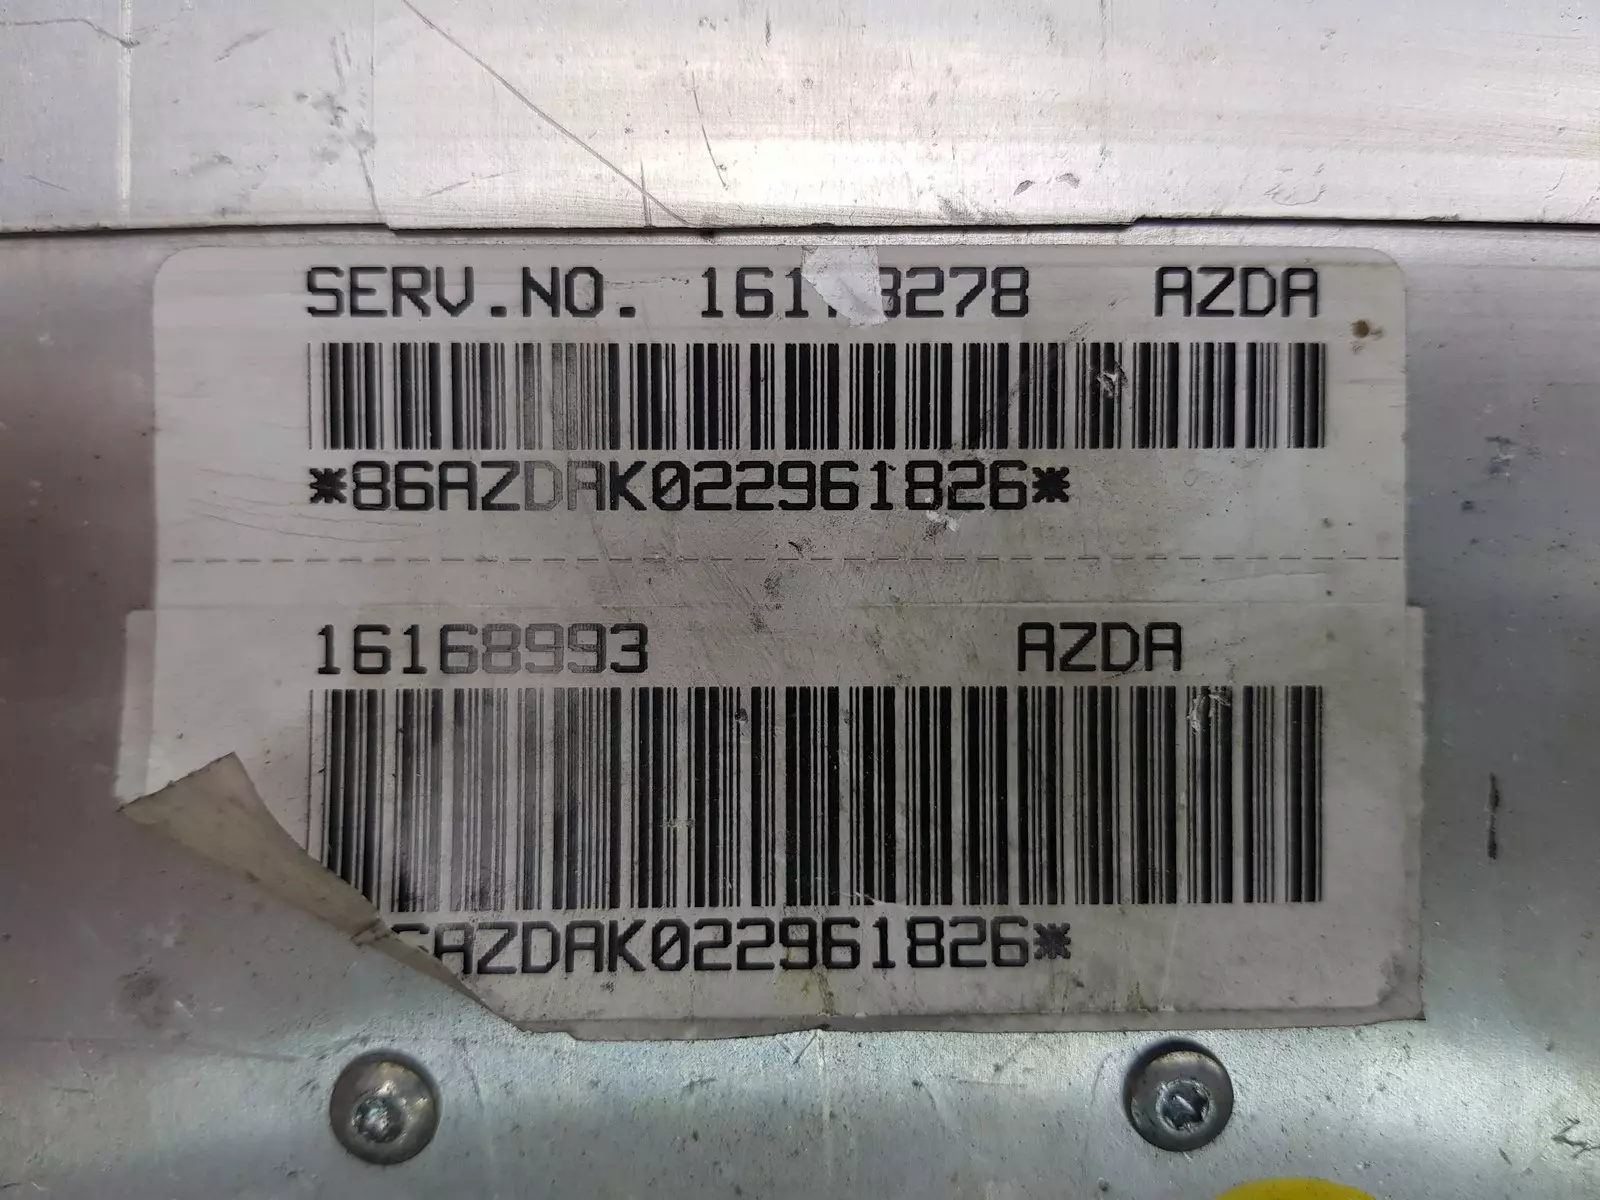 SERV.NO. AZDA
*86AZDAK022961826*
16168993 AZDA
AZDAK022961826*